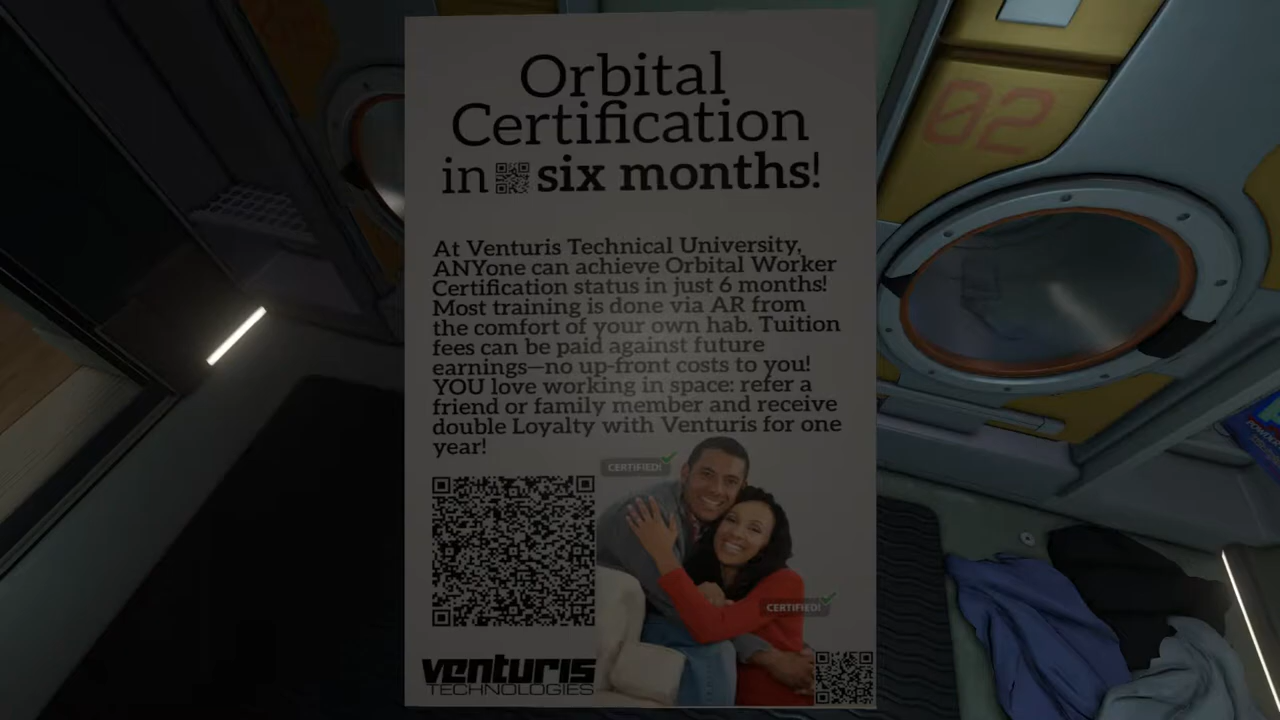 Orbital
Certification
in six months!
02
At Venturis Technical University,
ANYone can achieve Orbital Worker
Certification status in just 6 months!
Most training is done via AR from
the comfort of your own hab. Tuition
fees can be paid against future
earnings—no up-front costs to you!
YOU love working in space: refer a
friend or family member and receive
double Loyalty with Venturis for one
year!
CERTIFIED!
CERTIFIED!
venturis
TECHNOLOGIES